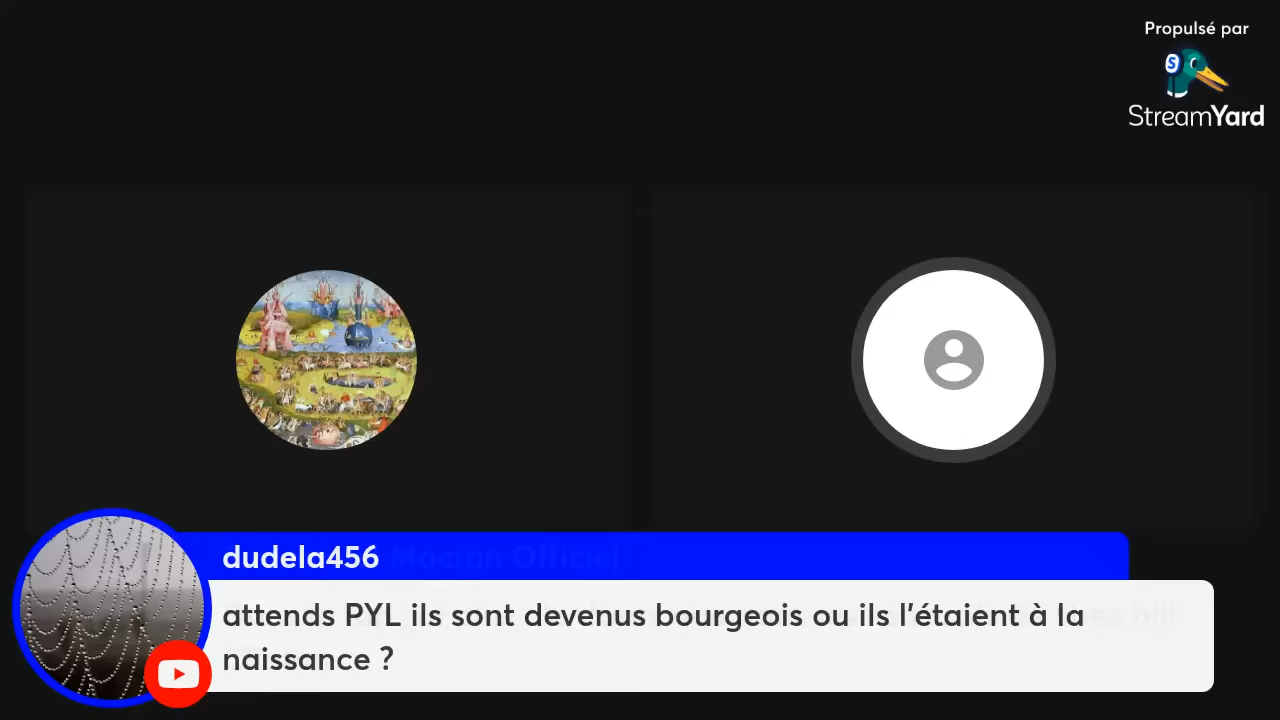 Propulsé par
StreamYard
dudela456
attends PYL ils sont devenus bourgeois ou ils l'étaient à la
naissance ?